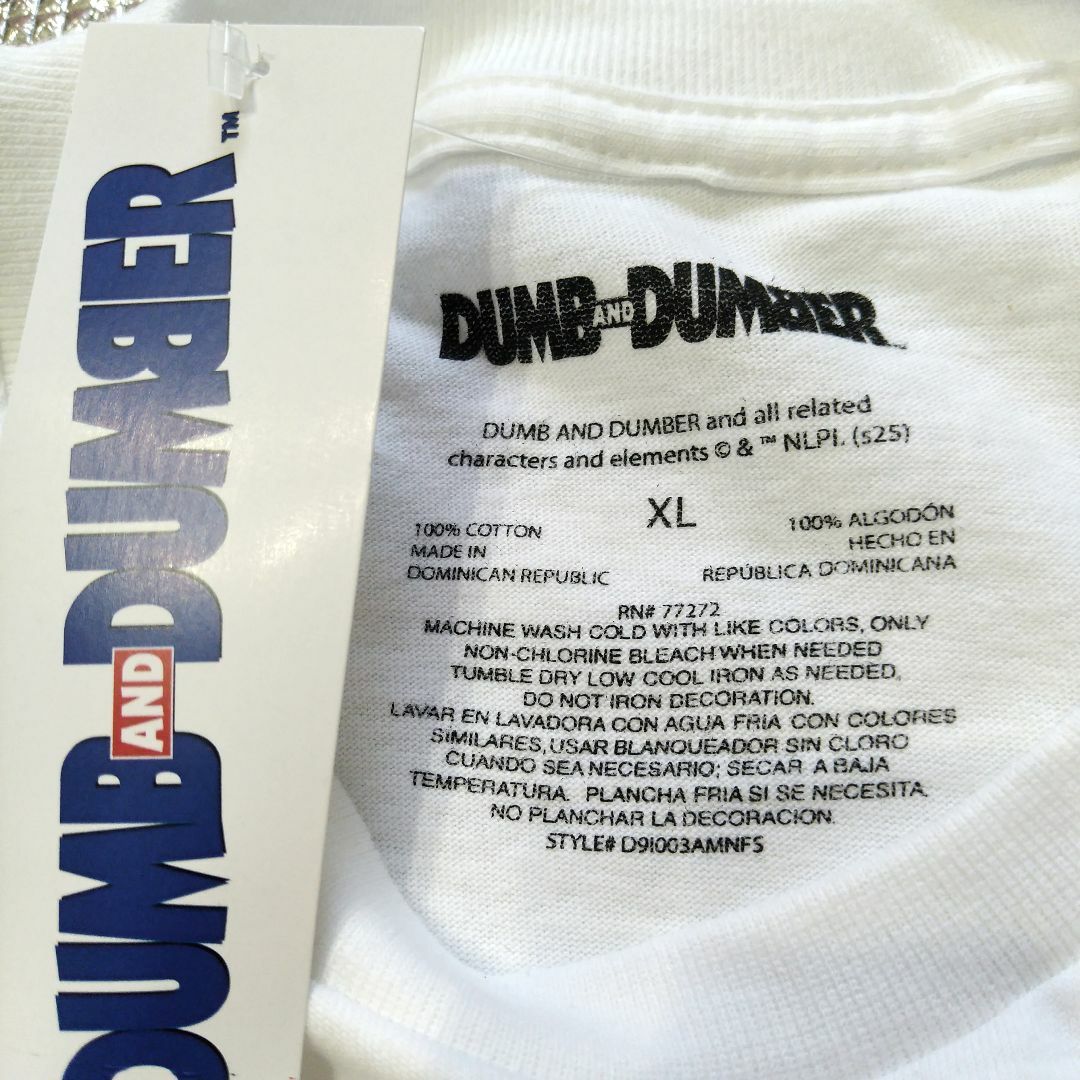 DUMB AND DUMBER™
DUMB AND DUMBER
DUMB AND DUMBER and all related
characters and elements © & ™ NLPI. (s25)
XL
100% COTTON
MADE IN
DOMINICAN REPUBLIC
100% ALGODÓN
HECHO EN
REPÚBLICA DOMINICANA
RN# 77272
MACHINE WASH COLD WITH LIKE COLORS, ONLY
NON-CHLORINE BLEACH WHEN NEEDED
TUMBLE DRY LOW COOL IRON AS NEEDED,
DO NOT IRON DECORATION.
LAVAR EN LAVADORA CON AGUA FRIA CON COLORES
SIMILARES, USAR BLANQUEADOR SIN CLORO
CUANDO SEA NECESARIO; SECAR A BAJA
TEMPERATURA. PLANCHA FRIA SI SE NECESITA.
NO PLANCHAR LA DECORACION.
STYLE# D9I003AMNFS